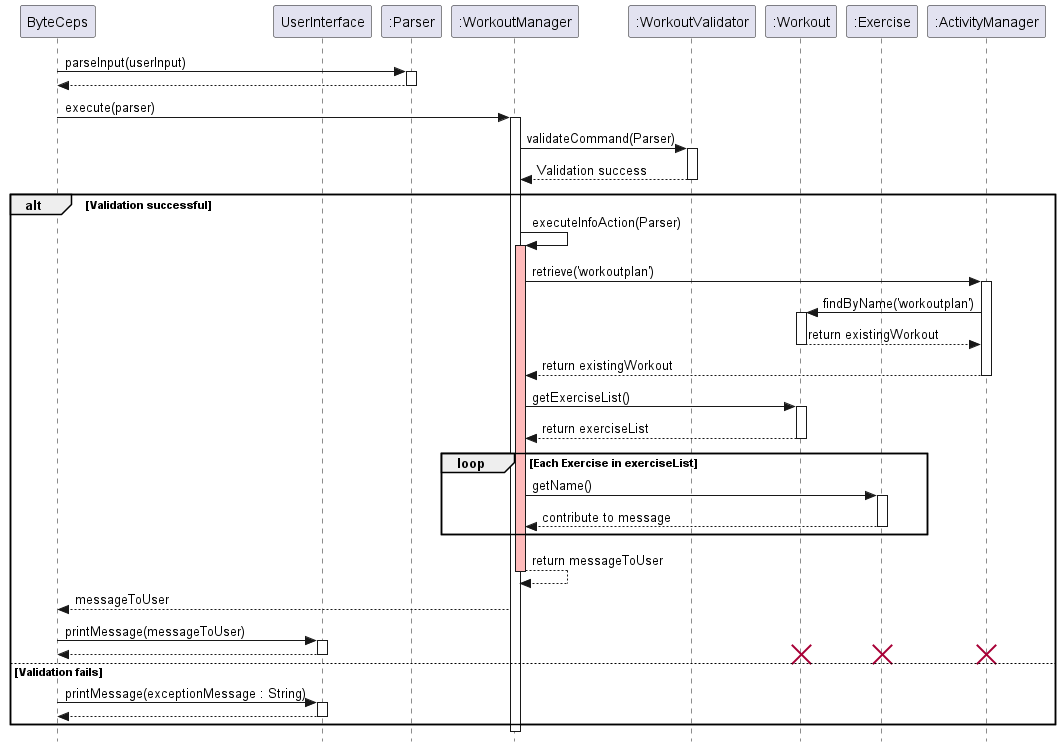 ByteCeps
UserInterface
:Parser
:WorkoutManager
:WorkoutValidator
:Workout
:Exercise
:ActivityManager
parseInput(userInput)
execute(parser)
validateCommand(Parser)
Validation success
alt
[Validation successful]
executeInfoAction(Parser)
retrieve('workoutplan')
findByName('workoutplan')
return existingWorkout
return existingWorkout
getExerciseList()
return exerciseList
loop
[Each Exercise in exerciseList]
getName()
contribute to message
return messageToUser
messageToUser
printMessage(messageToUser)
[Validation fails]
printMessage(exceptionMessage : String)